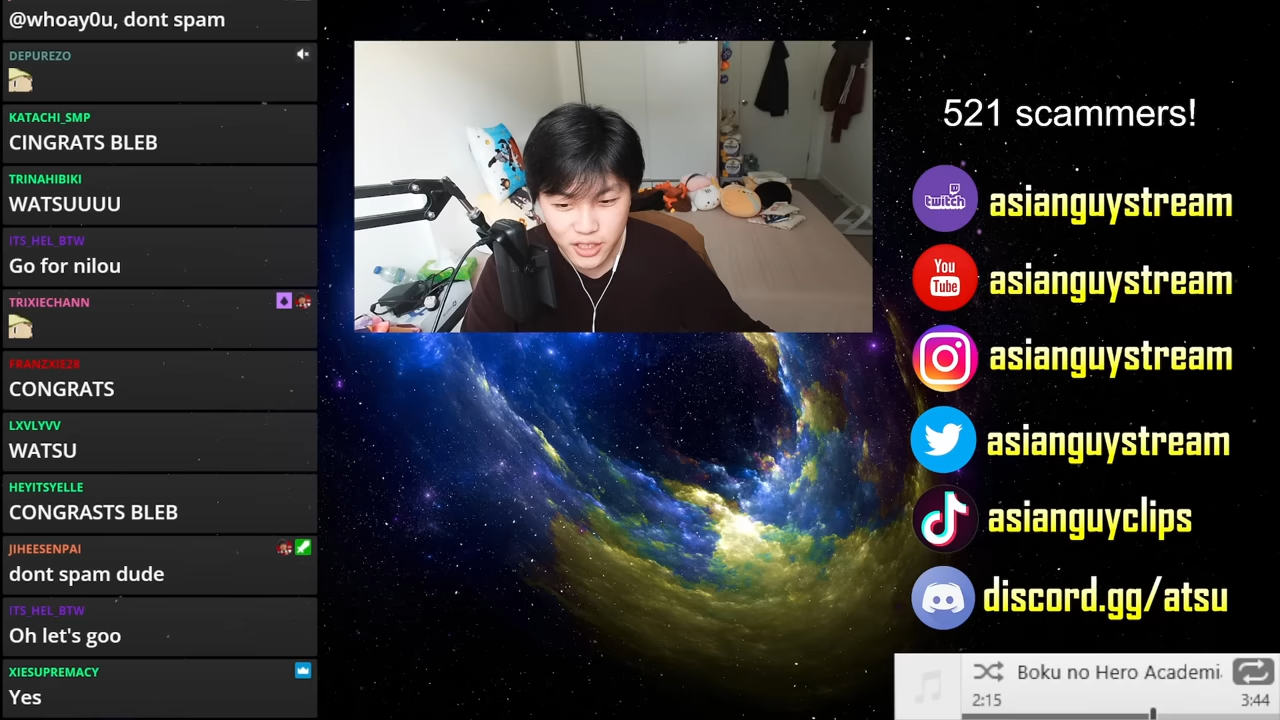 @whoay0u, dont spam
DEPUREZO
KATACHI_SMP
CINGRATS BLEB
TRINAHIBIKI
WATSUUUU
ITS_HEL_BTW
Go for nilou
TRIXIECHANN
FRANZXIE28
CONGRATS
LXVLYVV
WATSU
HEYITSYELLE
CONGRASTS BLEB
JIHEESENPAI
dont spam dude
ITS_HEL_BTW
Oh let's goo
XIESUPREMACY
Yes
521 scammers!
twitch
asianguystream
You
Tube
asianguystream
asianguystream
asianguystream
asianguyclips
discord.gg/atsu
Boku no Hero Academi
2:15
3:44